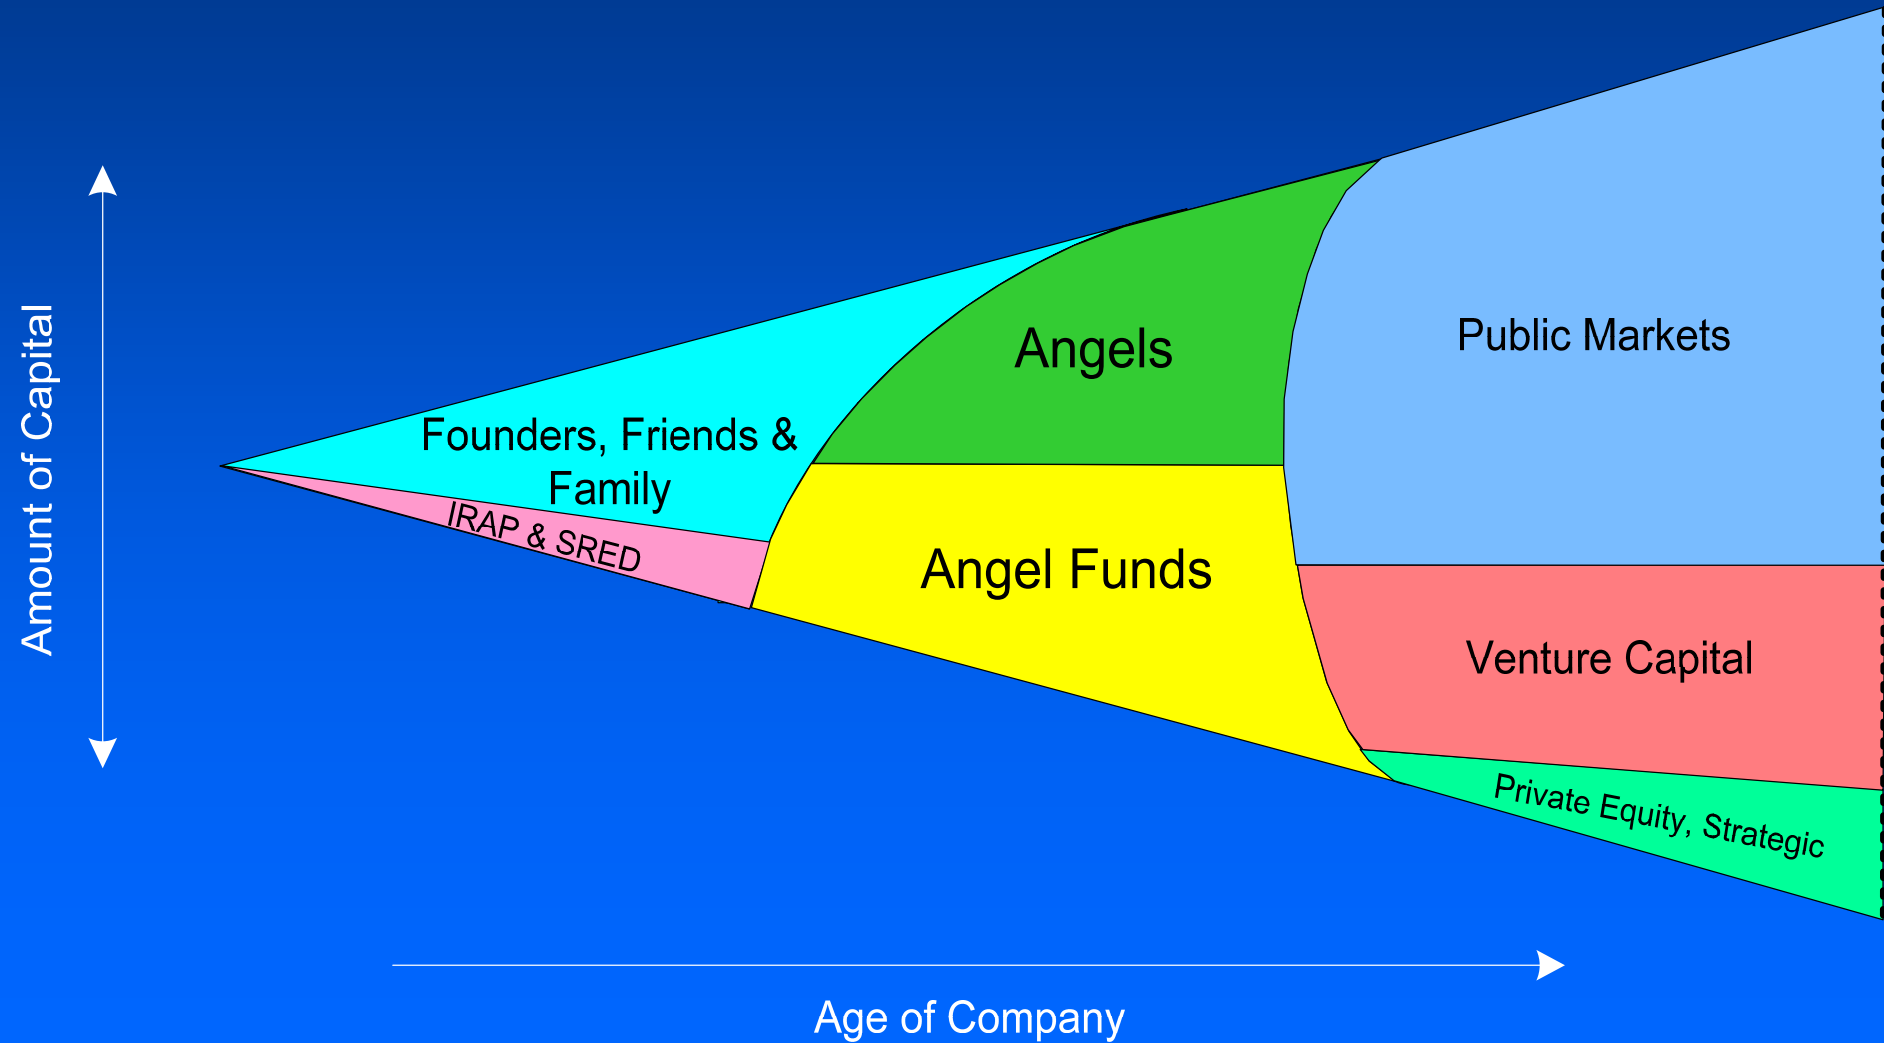 Amount of Capital
Founders, Friends &
Family
IRAP & SRED
Angels
Angel Funds
Public Markets
Venture Capital
Private Equity, Strategic
Age of Company